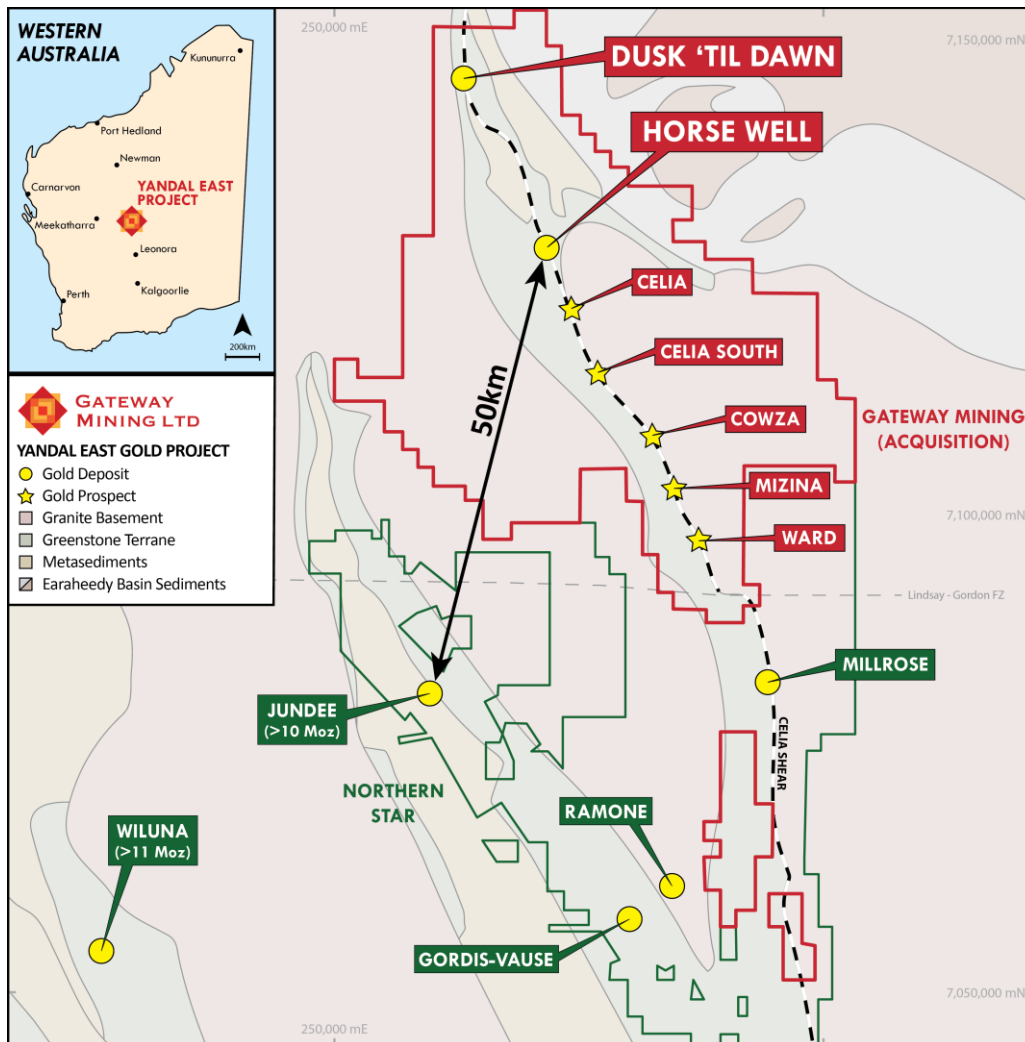 WESTERN
AUSTRALIA
Kununurra
Port Hedland
Newman
Carnarvon
YANDAL EAST
PROJECT
Meekatharra
Leonora
Perth
Kalgoorlie
200km
GATEWAY
MINING LTD
YANDAL EAST GOLD PROJECT
Gold Deposit
Gold Prospect
Granite Basement
Greenstone Terrane
Metasediments
Earaheedy Basin Sediments
250,000 mE
7,150,000 mN
DUSK ‘TIL DAWN
HORSE WELL
CELIA
CELIA SOUTH
50km
COWZA
GATEWAY MINING
(ACQUISITION)
MIZINA
7,100,000 mN
WARD
Lindsay - Gordon FZ
MILLROSE
JUNDEE
(>10 Moz)
CELIA SHEAR
NORTHERN
STAR
RAMONE
WILUNA
(>11 Moz)
GORDIS-VAUSE
7,050,000 mN
250,000 mE